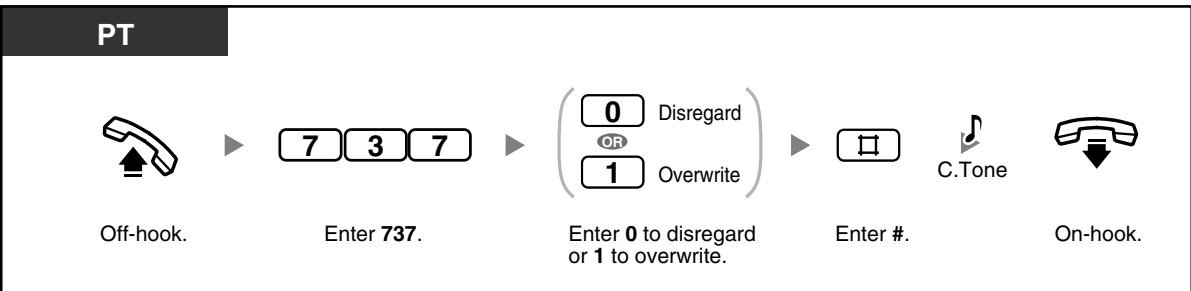 PT
7 3 7
0 Disregard
OR
1 Overwrite
#
C.Tone
Off-hook.
Enter 737.
Enter 0 to disregard
or 1 to overwrite.
Enter #.
On-hook.